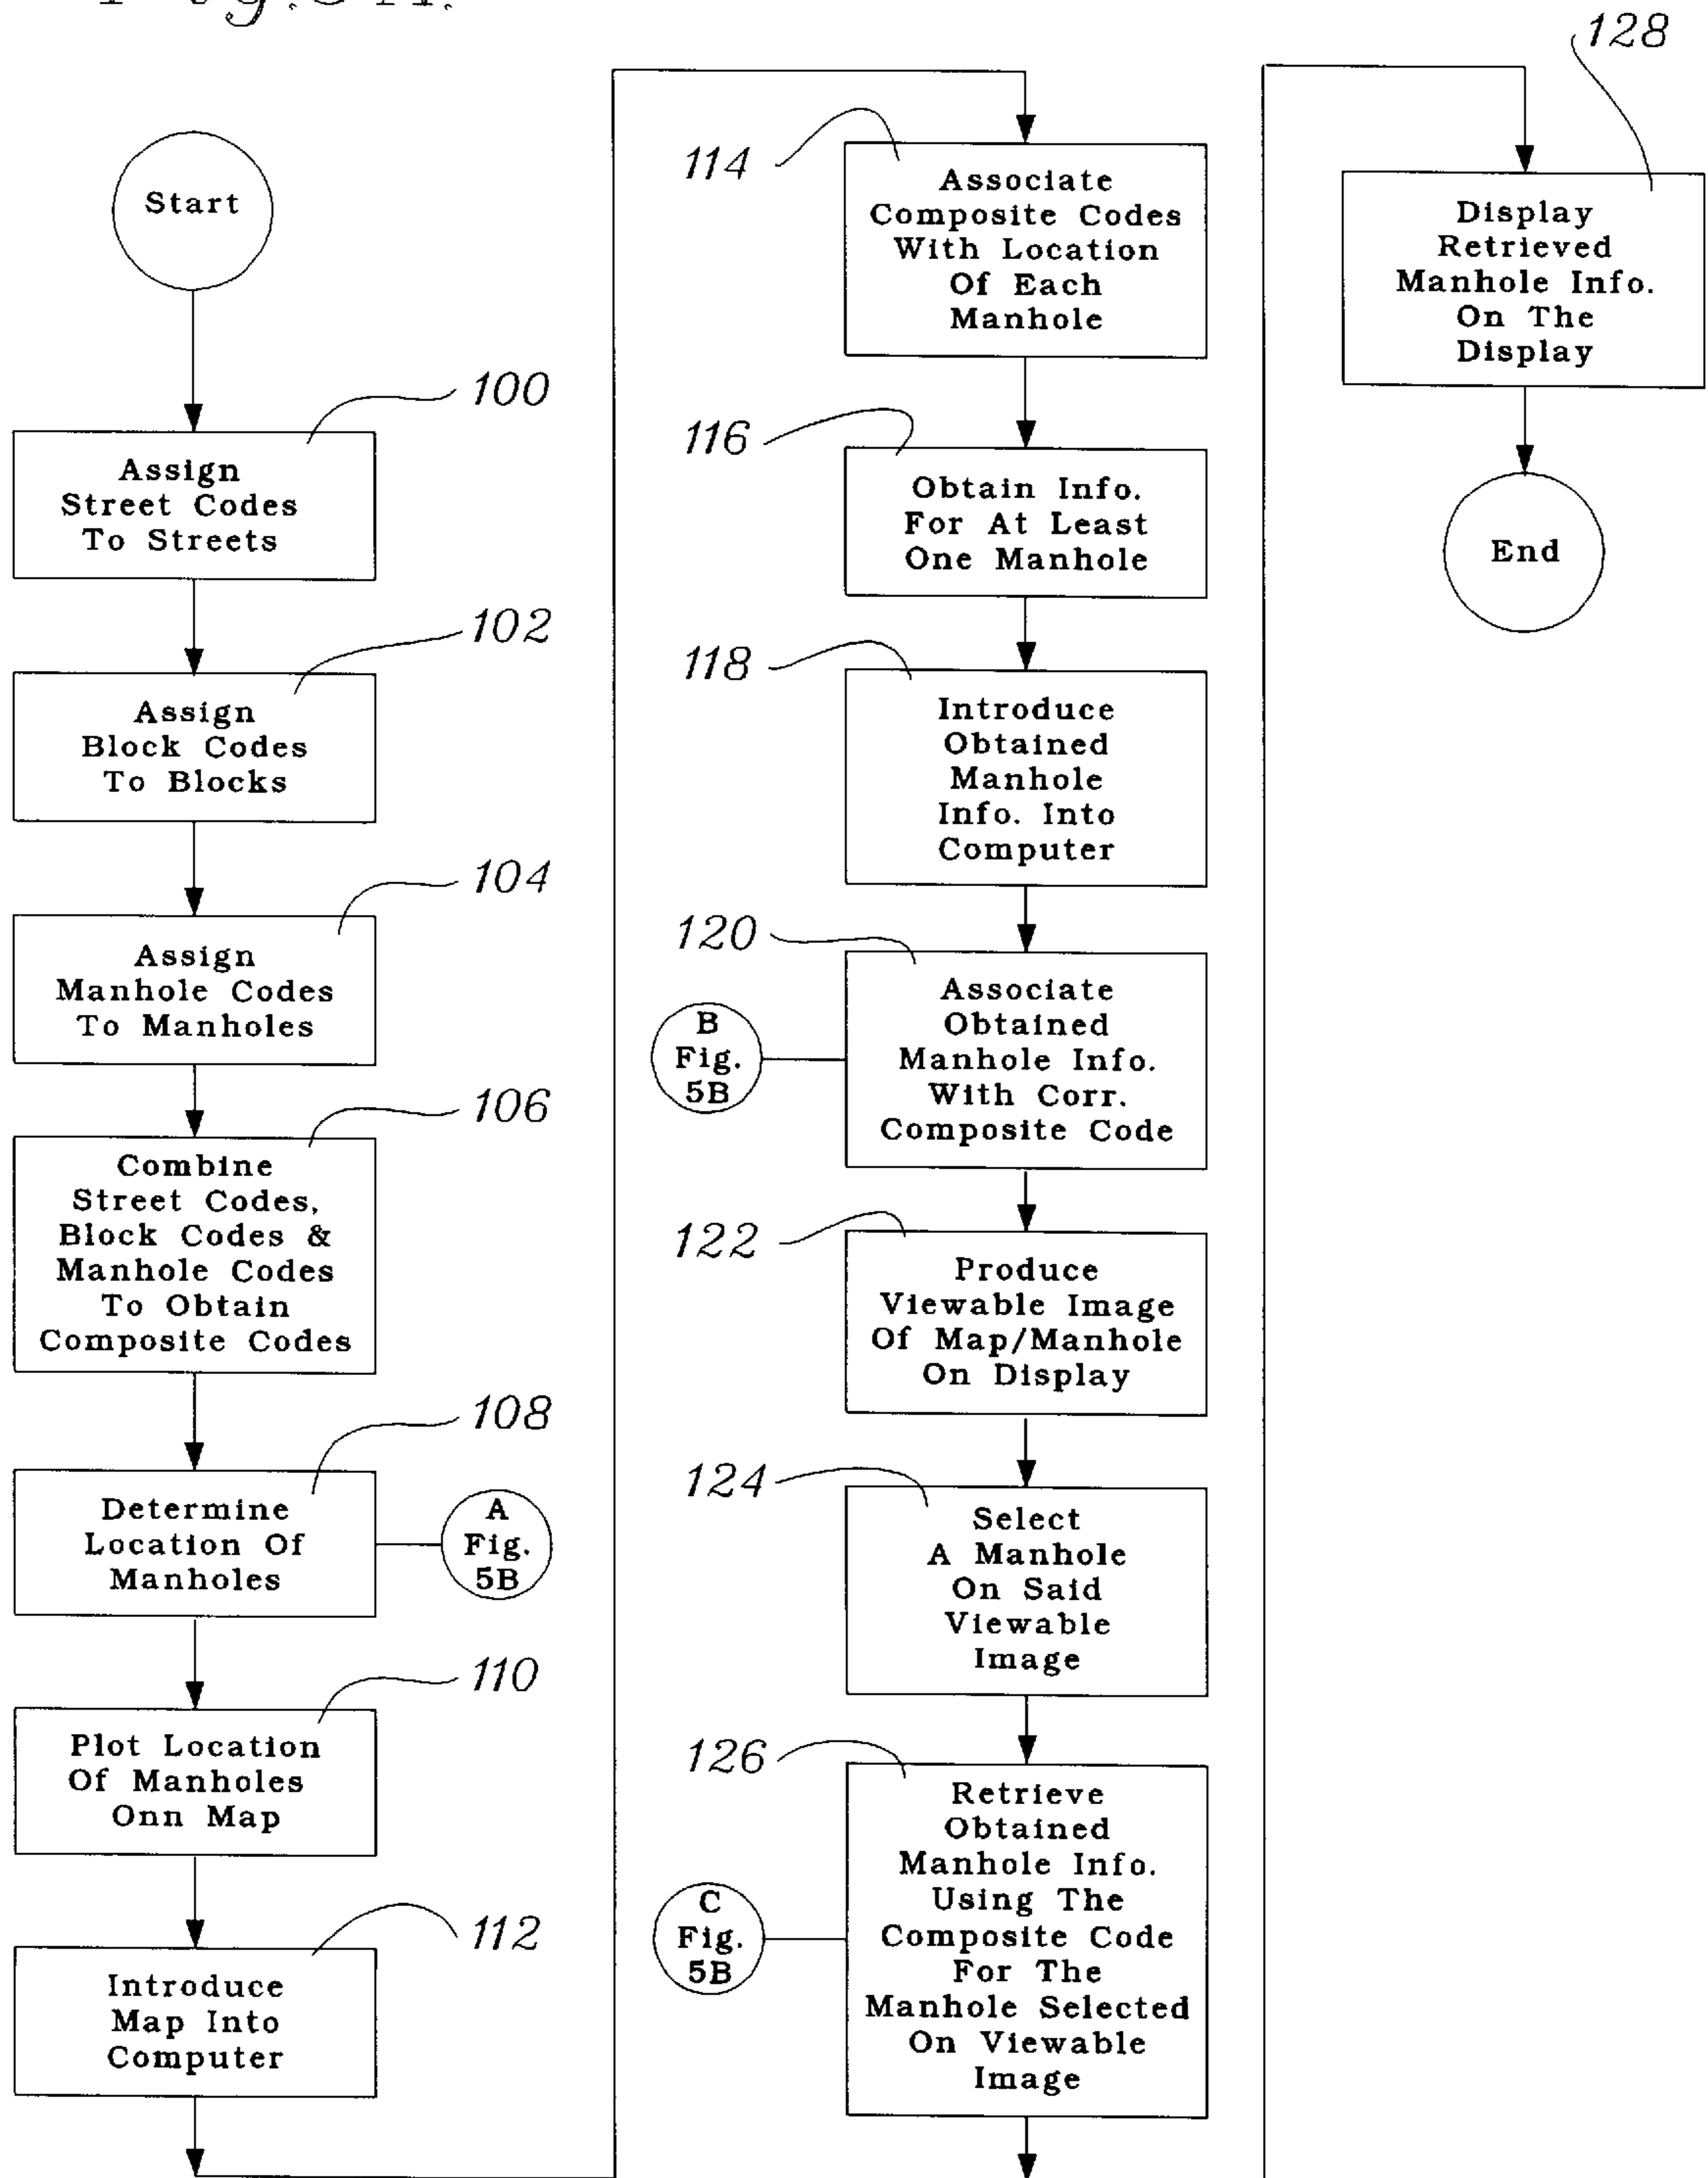 Start
100
Assign
Street Codes
To Streets
102
Assign
Block Codes
To Blocks
104
Assign
Manhole Codes
To Manholes
106
Combine
Street Codes,
Block Codes &
Manhole Codes
To Obtain
Composite Codes
108
Determine
Location Of
Manholes
A
Fig.
5B
110
Plot Location
Of Manholes
Onn Map
112
Introduce
Map Into
Computer
114
Associate
Composite Codes
With Location
Of Each
Manhole
116
Obtain Info.
For At Least
One Manhole
118
Introduce
Obtained
Manhole
Info. Into
Computer
120
Associate
Obtained
Manhole Info.
With Corr.
Composite Code
B
Fig.
5B
122
Produce
Viewable Image
Of Map/Manhole
On Display
124
Select
A Manhole
On Said
Viewable
Image
126
Retrieve
Obtained
Manhole Info.
Using The
Composite Code
For The
Manhole Selected
On Viewable
Image
C
Fig.
5B
128
Display
Retrieved
Manhole Info.
On The
Display
End